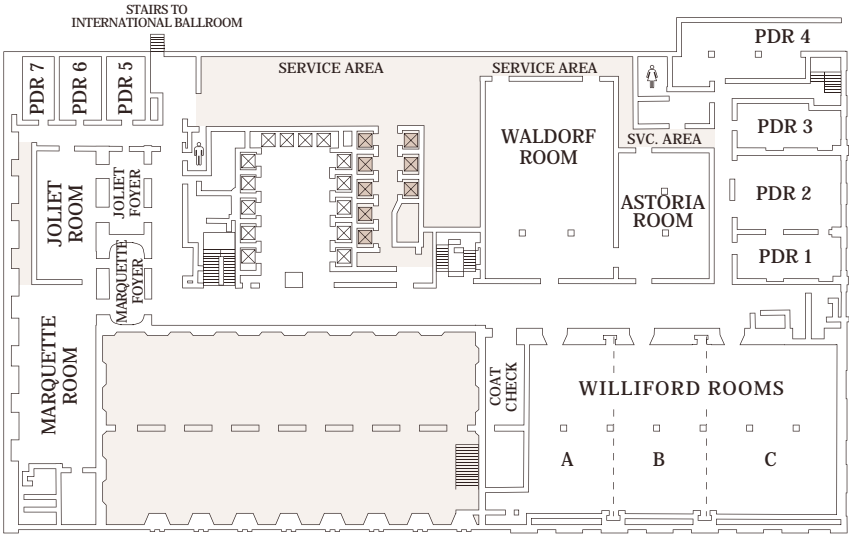 STAIRS TO
INTERNATIONAL BALLROOM
PDR 7
PDR 6
PDR 5
SERVICE AREA
SERVICE AREA
PDR 4
WALDORF
ROOM
SVC. AREA
PDR 3
JOLIET
ROOM
JOLIET
FOYER
ASTORIA
ROOM
PDR 2
MARQUETTE
FOYER
PDR 1
MARQUETTE
ROOM
COAT
CHECK
WILLIFORD ROOMS
A
B
C